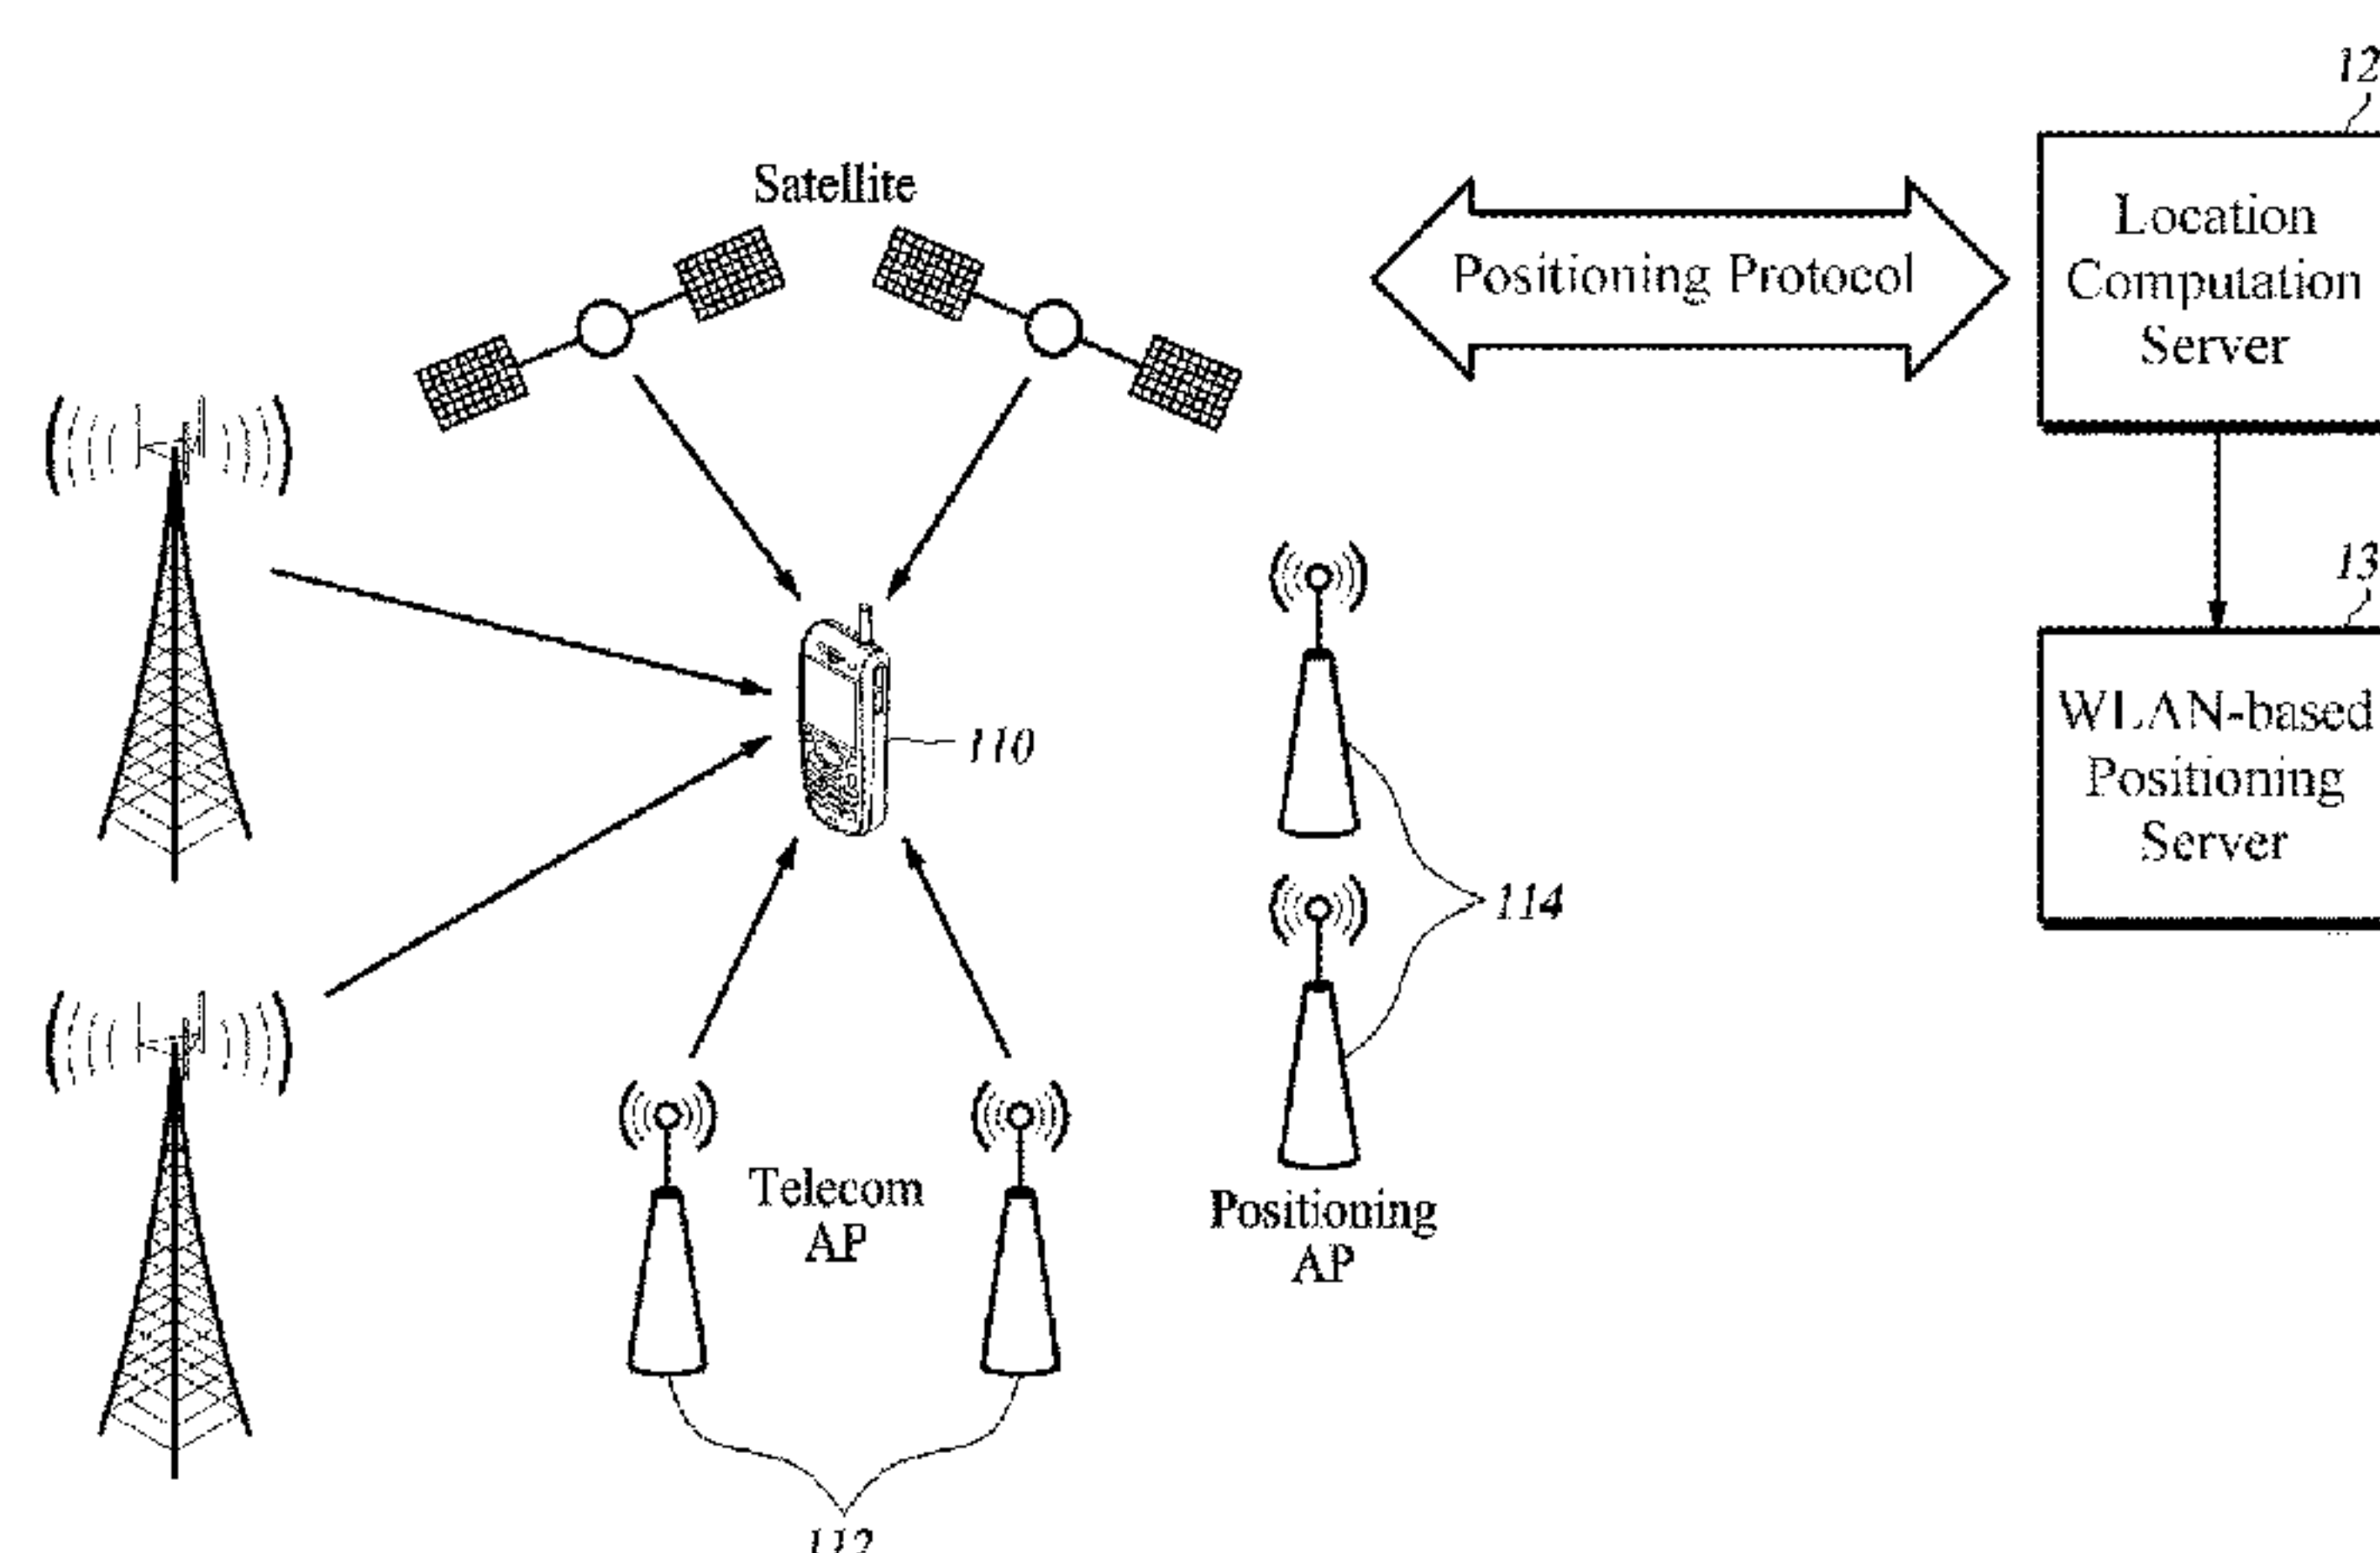 12
Satellite
Positioning Protocol
Location
Computation
Server
13
110
WLAN-based
Positioning
Server
114
Telecom
AP
Positioning
AP
112